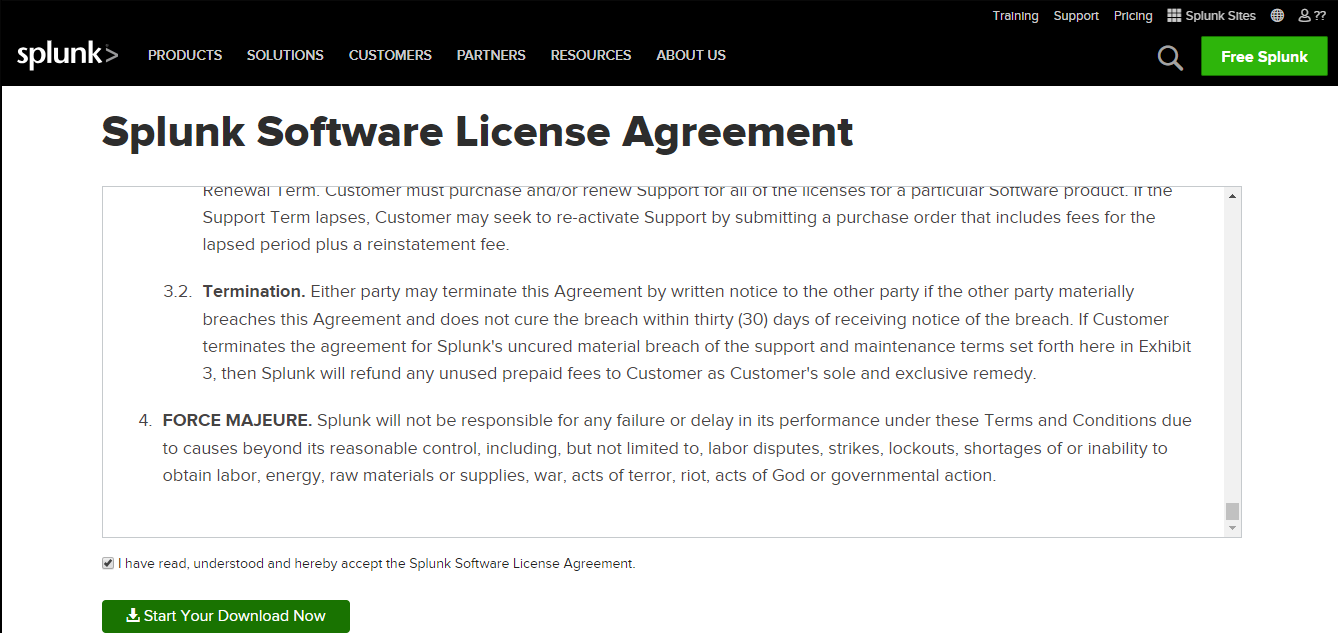 Training Support Pricing Splunk Sites ??
splunk> PRODUCTS SOLUTIONS CUSTOMERS PARTNERS RESOURCES ABOUT US Free Splunk
Splunk Software License Agreement
Renewal Term. Customer must purchase and/or renew Support for all of the licenses for a particular Software product. If the
Support Term lapses, Customer may seek to re-activate Support by submitting a purchase order that includes fees for the
lapsed period plus a reinstatement fee.
3.2. Termination. Either party may terminate this Agreement by written notice to the other party if the other party materially
breaches this Agreement and does not cure the breach within thirty (30) days of receiving notice of the breach. If Customer
terminates the agreement for Splunk's uncured material breach of the support and maintenance terms set forth here in Exhibit
3, then Splunk will refund any unused prepaid fees to Customer as Customer's sole and exclusive remedy.
4. FORCE MAJEURE. Splunk will not be responsible for any failure or delay in its performance under these Terms and Conditions due
to causes beyond its reasonable control, including, but not limited to, labor disputes, strikes, lockouts, shortages of or inability to
obtain labor, energy, raw materials or supplies, war, acts of terror, riot, acts of God or governmental action.
I have read, understood and hereby accept the Splunk Software License Agreement.
Start Your Download Now